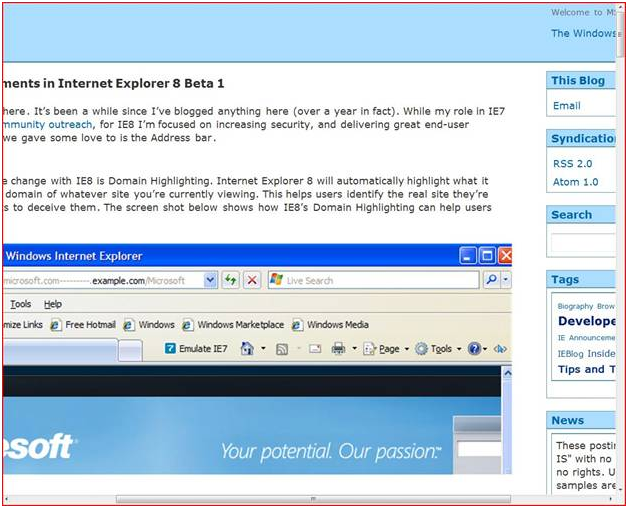 Welcome to
The Windows
ments in Internet Explorer 8 Beta 1
here. It's been a while since I've blogged anything here (over a year in fact). While my role in IE7
mmunity outreach, for IE8 I'm focused on increasing security, and delivering great end-user
we gave some love to is the Address bar.
e change with IE8 is Domain Highlighting. Internet Explorer 8 will automatically highlight what it
domain of whatever site you're currently viewing. This helps users identify the real site they're
s to deceive them. The screen shot below shows how IE8's Domain Highlighting can help users
Windows Internet Explorer
microsoft.com----------.example.com/Microsoft
Live Search
Tools Help
mize Links Free Hotmail Windows Windows Marketplace Windows Media
7 Emulate IE7 Page Tools
esoft
Your potential. Our passion.™
This Blog
Email
Syndication
RSS 2.0
Atom 1.0
Search
Tags
Biography Brow
Develope
IE Announceme
IEBlog Inside
Tips and T
News
These postin
IS" with no
no rights. U
samples are